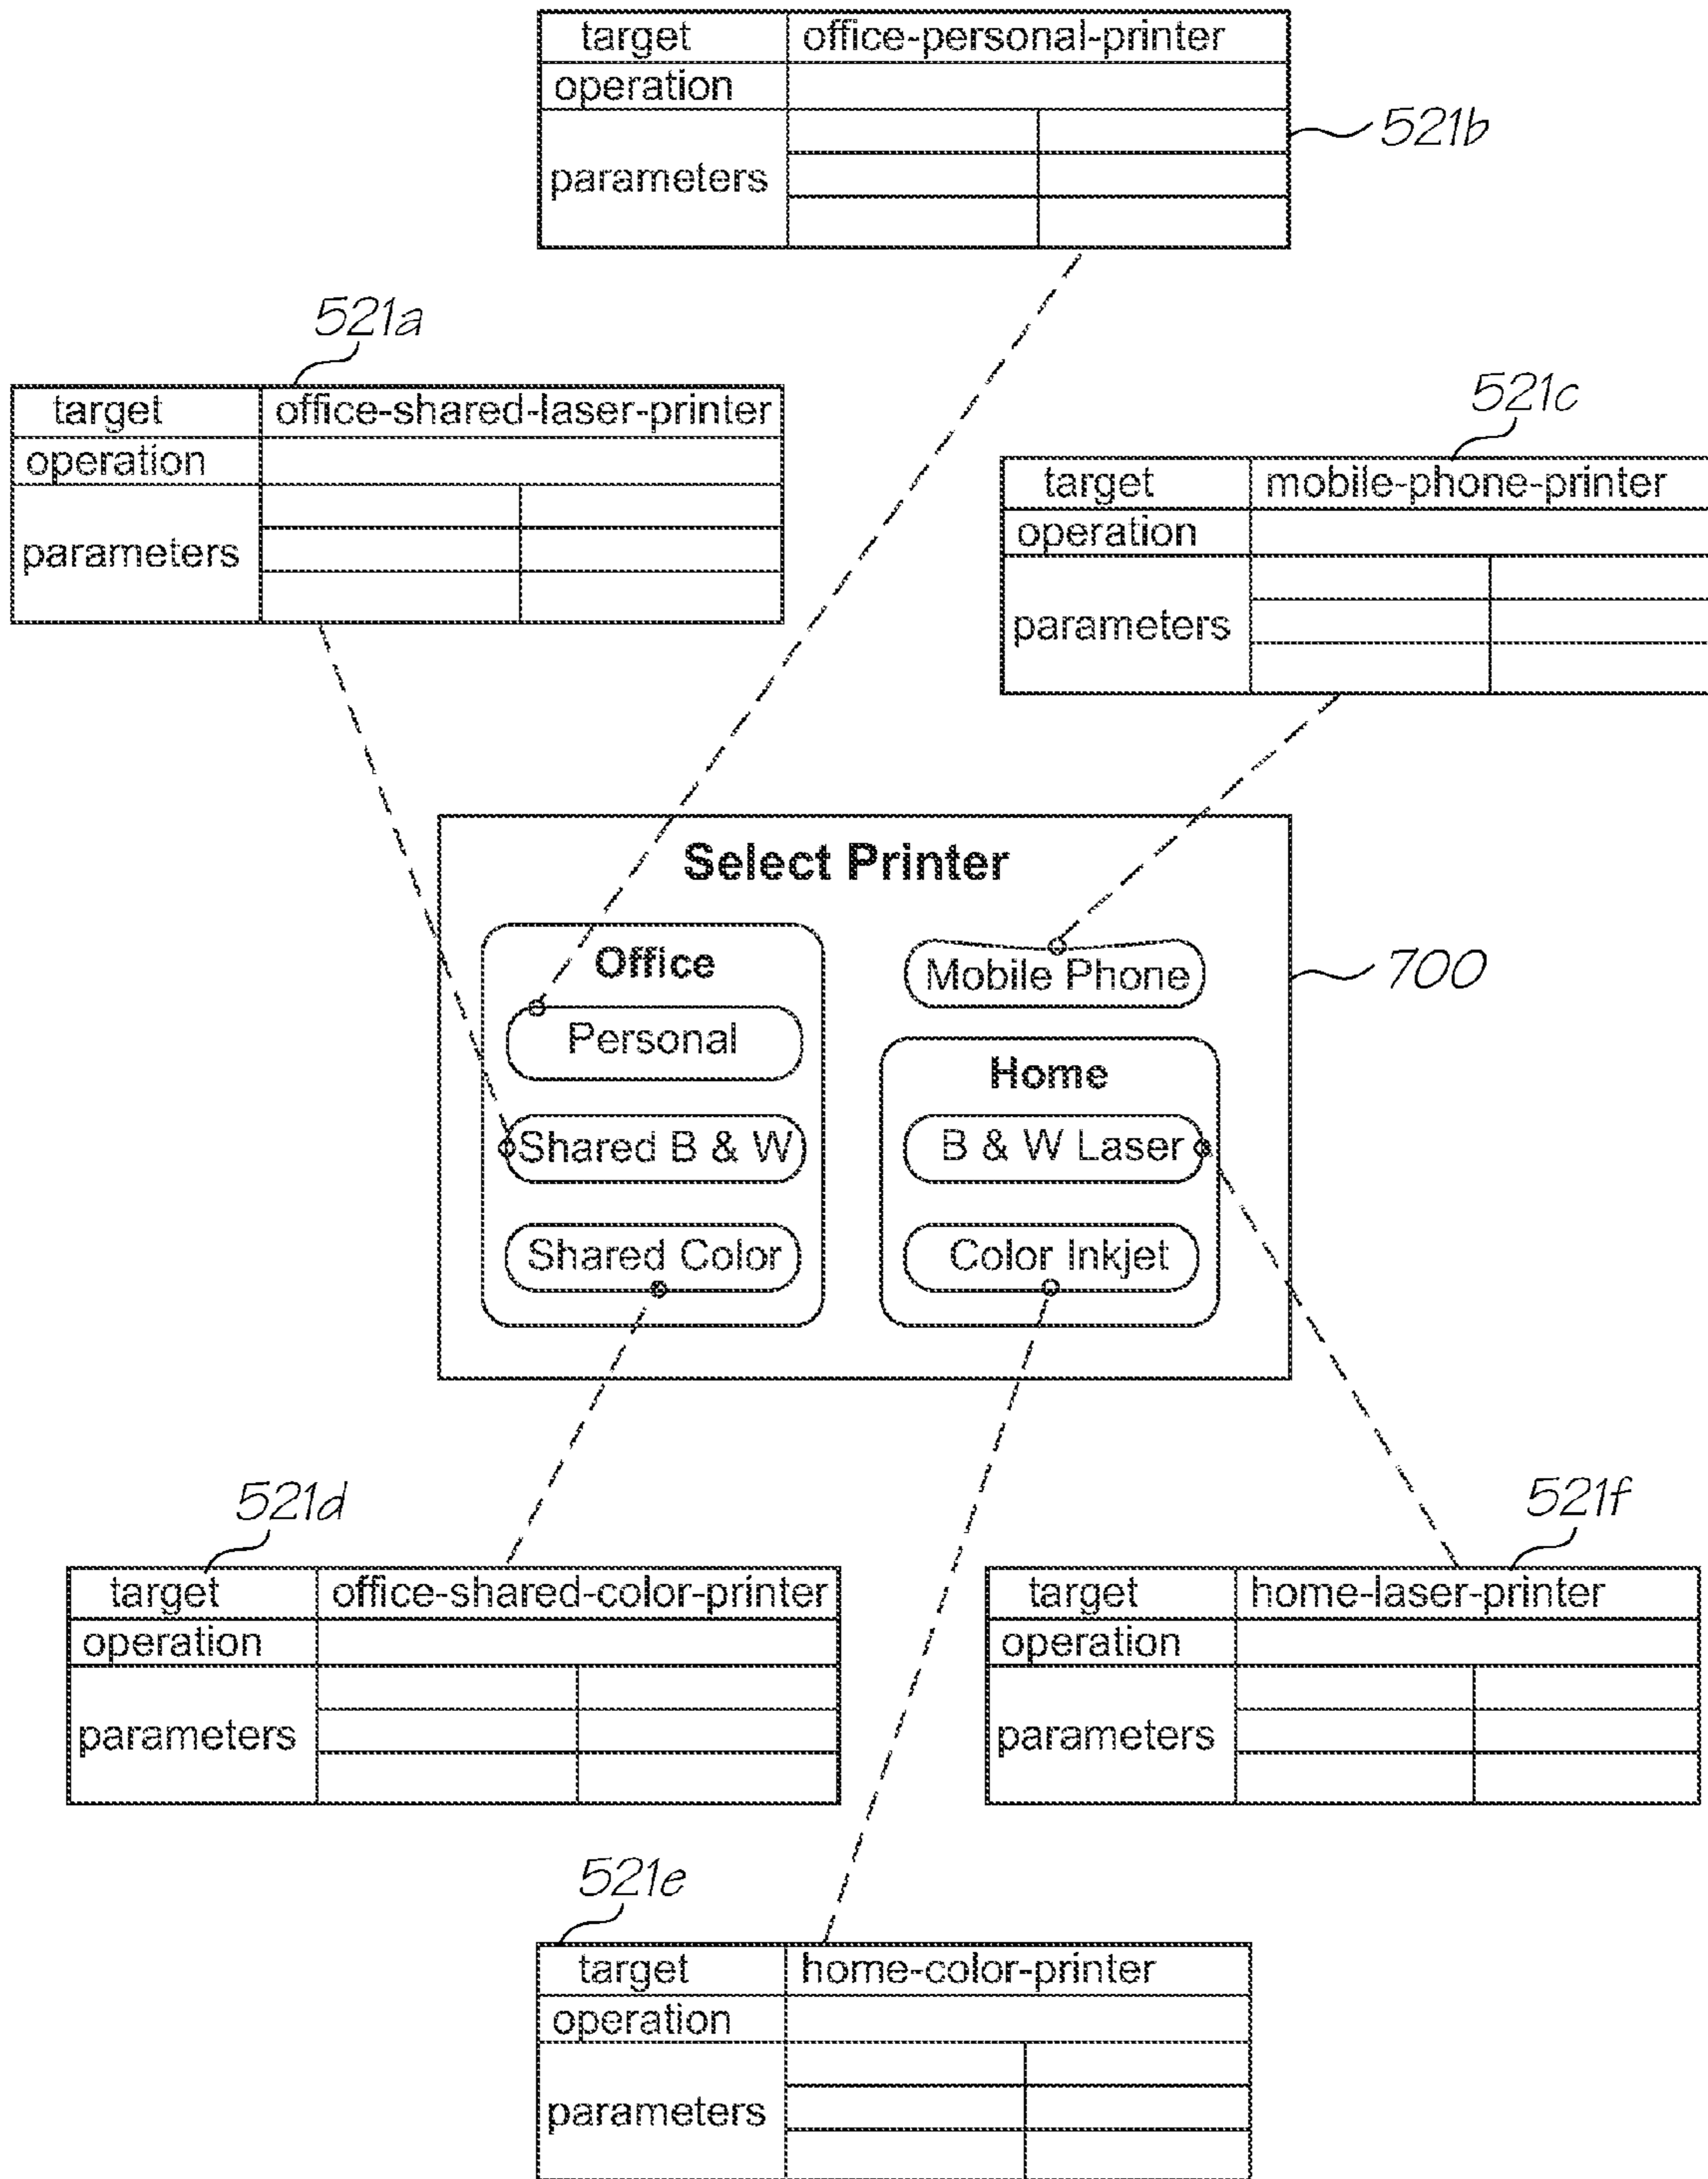 target office-personal-printer
operation
parameters
521b
521a
target office-shared-laser-printer
operation
parameters
521c
target mobile-phone-printer
operation
parameters
Select Printer
Office
Personal
Shared B & W
Shared Color
Mobile Phone
Home
B & W Laser
Color Inkjet
700
521d
target office-shared-color-printer
operation
parameters
521f
target home-laser-printer
operation
parameters
521e
target home-color-printer
operation
parameters